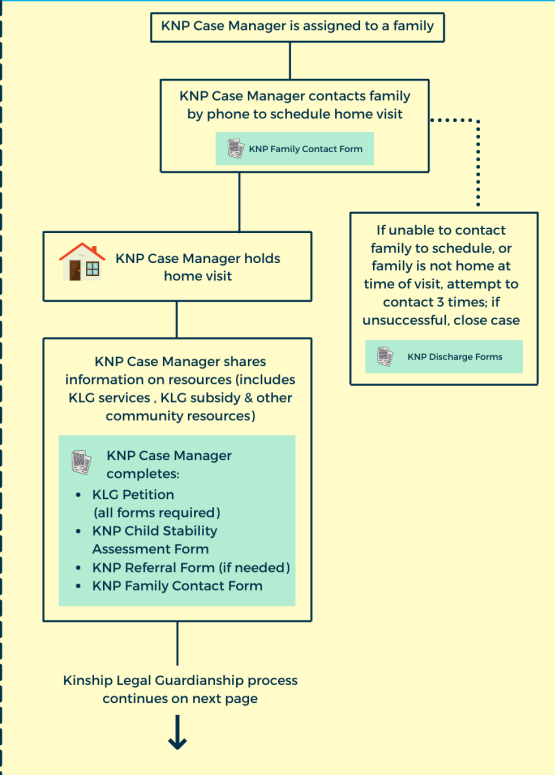 KNP Case Manager is assigned to a family
KNP Case Manager contacts family
by phone to schedule home visit
KNP Family Contact Form
If unable to contact
family to schedule, or
family is not home at
time of visit, attempt to
contact 3 times; if
unsuccessful, close case
KNP Discharge Forms
KNP Case Manager holds
home visit
KNP Case Manager shares
information on resources (includes
KLG services , KLG subsidy & other
community resources)
KNP Case Manager
completes:
• KLG Petition
(all forms required)
• KNP Child Stability
Assessment Form
• KNP Referral Form (if needed)
• KNP Family Contact Form
Kinship Legal Guardianship process
continues on next page